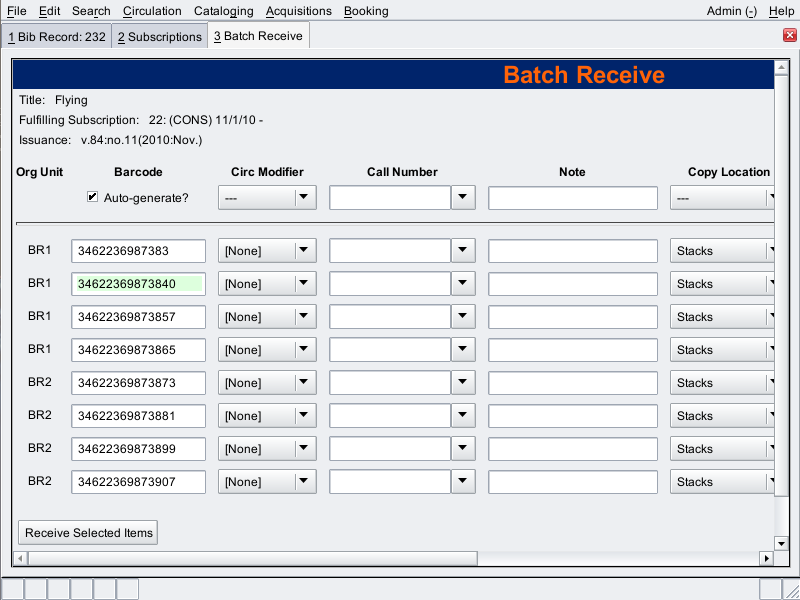 File Edit Search Circulation Cataloging Acquisitions Booking Admin (-) Help
1 Bib Record: 232 2 Subscriptions 3 Batch Receive
Batch Receive
Title: Flying
Fulfilling Subscription: 22: (CONS) 11/1/10 -
Issuance: v.84:no.11(2010:Nov.)
Org Unit Barcode Circ Modifier Call Number Note Copy Location
Auto-generate? --- ---
BR1 3462236987383 [None] Stacks
BR1 34622369873840 [None] Stacks
BR1 34622369873857 [None] Stacks
BR1 34622369873865 [None] Stacks
BR2 34622369873873 [None] Stacks
BR2 34622369873881 [None] Stacks
BR2 34622369873899 [None] Stacks
BR2 34622369873907 [None] Stacks
Receive Selected Items